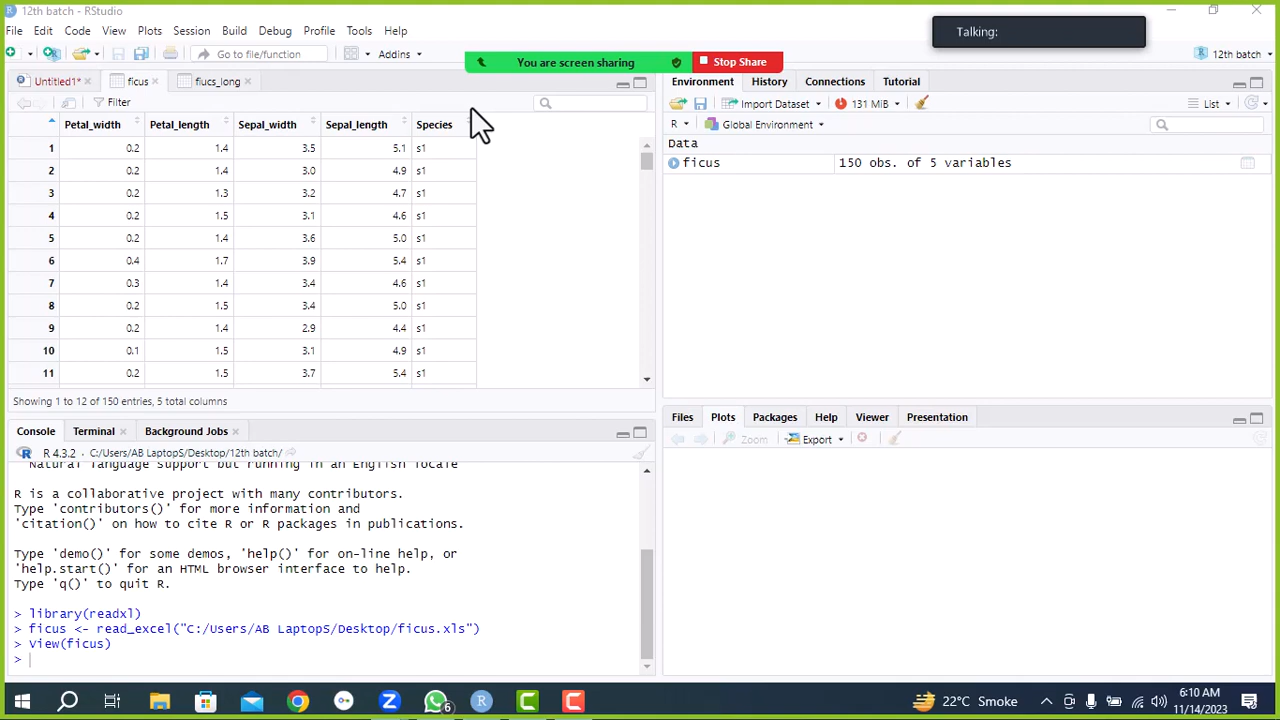 12th batch - RStudio
File Edit Code View Plots Session Build Debug Profile Tools Help
Talking:
Go to file/function
Addins
You are screen sharing
Stop Share
12th batch
Untitled1*
ficus
fiucs_long
Environment History Connections Tutorial
Filter
Import Dataset
131 MiB
List
R
Global Environment
Petal_width Petal_length Sepal_width Sepal_length Species
Data
1 0.2 1.4 3.5 5.1 s1
ficus 150 obs. of 5 variables
2 0.2 1.4 3.0 4.9 s1
3 0.2 1.3 3.2 4.7 s1
4 0.2 1.5 3.1 4.6 s1
5 0.2 1.4 3.6 5.0 s1
6 0.4 1.7 3.9 5.4 s1
7 0.3 1.4 3.4 4.6 s1
8 0.2 1.5 3.4 5.0 s1
9 0.2 1.4 2.9 4.4 s1
10 0.1 1.5 3.1 4.9 s1
11 0.2 1.5 3.7 5.4 s1
Showing 1 to 12 of 150 entries, 5 total columns
Files Plots Packages Help Viewer Presentation
Zoom Export
Console Terminal Background Jobs
R 4.3.2 · C:/Users/AB LaptopS/Desktop/12th batch/
Natural language support but running in an English locale
R is a collaborative project with many contributors.
Type 'contributors()' for more information and
'citation()' on how to cite R or R packages in publications.
Type 'demo()' for some demos, 'help()' for on-line help, or
'help.start()' for an HTML browser interface to help.
Type 'q()' to quit R.
> library(readxl)
> ficus <- read_excel("C:/Users/AB LaptopS/Desktop/ficus.xls")
> View(ficus)
>
6
R
22°C Smoke
6:10 AM
11/14/2023